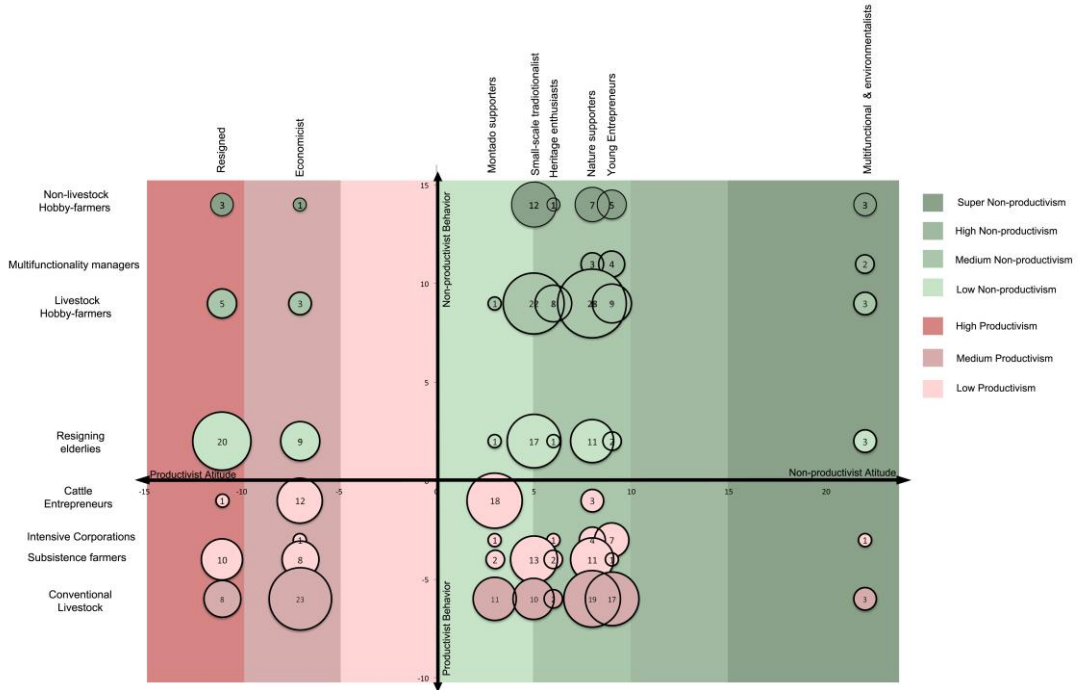 Resigned
Economicist
Montado supporters
Small-scale tradiotionalist
Heritage enthusiasts
Nature supporters
Young Entrepreneurs
Multifunctional & environmentalists
15
Non-productivist Behavior
Non-livestock
Hobby-farmers
3
1
12
1
7
5
3
Multifunctionality managers
10
3
4
2
Livestock
Hobby-farmers
5
3
1
22
8
28
9
3
5
Resigning
elderlies
20
9
1
17
1
11
2
3
Productivist Atitude
Non-productivist Atitude
-15
-10
-5
0
5
10
15
20
Cattle
Entrepreneurs
1
12
18
3
Intensive Corporations
1
1
1
4
7
1
Subsistence farmers
10
8
2
13
2
11
1
-5
Conventional
Livestock
8
23
11
10
19
17
3
Productivist Behavior
-10
Super Non-productivism
High Non-productivism
Medium Non-productivism
Low Non-productivism
High Productivism
Medium Productivism
Low Productivism